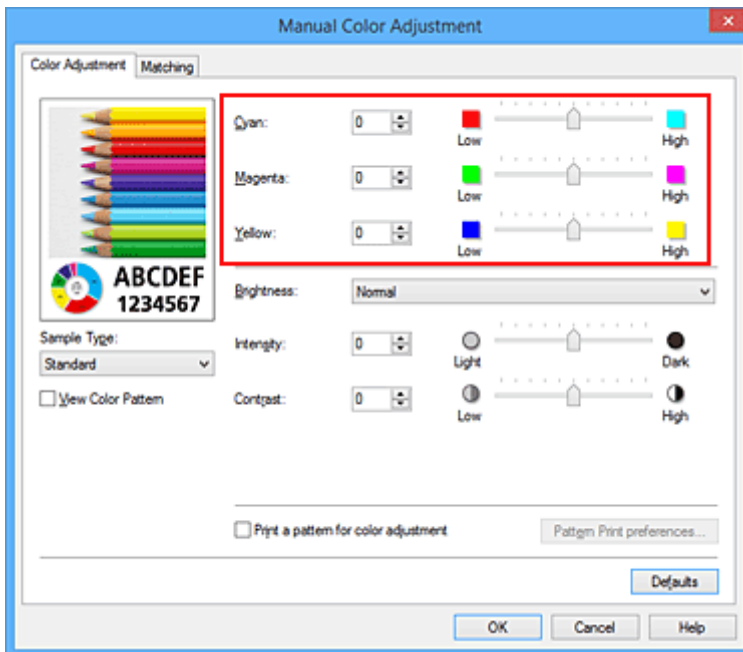 Manual Color Adjustment
Color Adjustment Matching
Cyan: 0 Low High
Magenta: 0 Low High
Yellow: 0 Low High
ABCDEF
1234567
Brightness: Normal
Sample Type:
Standard
Intensity: 0 Light Dark
View Color Pattern
Contrast: 0 Low High
Print a pattern for color adjustment Pattern Print preferences...
Defaults
OK Cancel Help